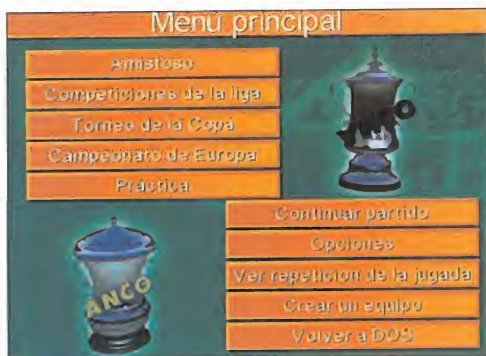 Menú principal
Amistoso
Competiciones de la liga
Torneo de la Copa
Campeonato de Europa
Práctica
Continuar partido
Opciones
Ver repeticion de la jugada
Crear un equipo
Volver a DOS
ANCO